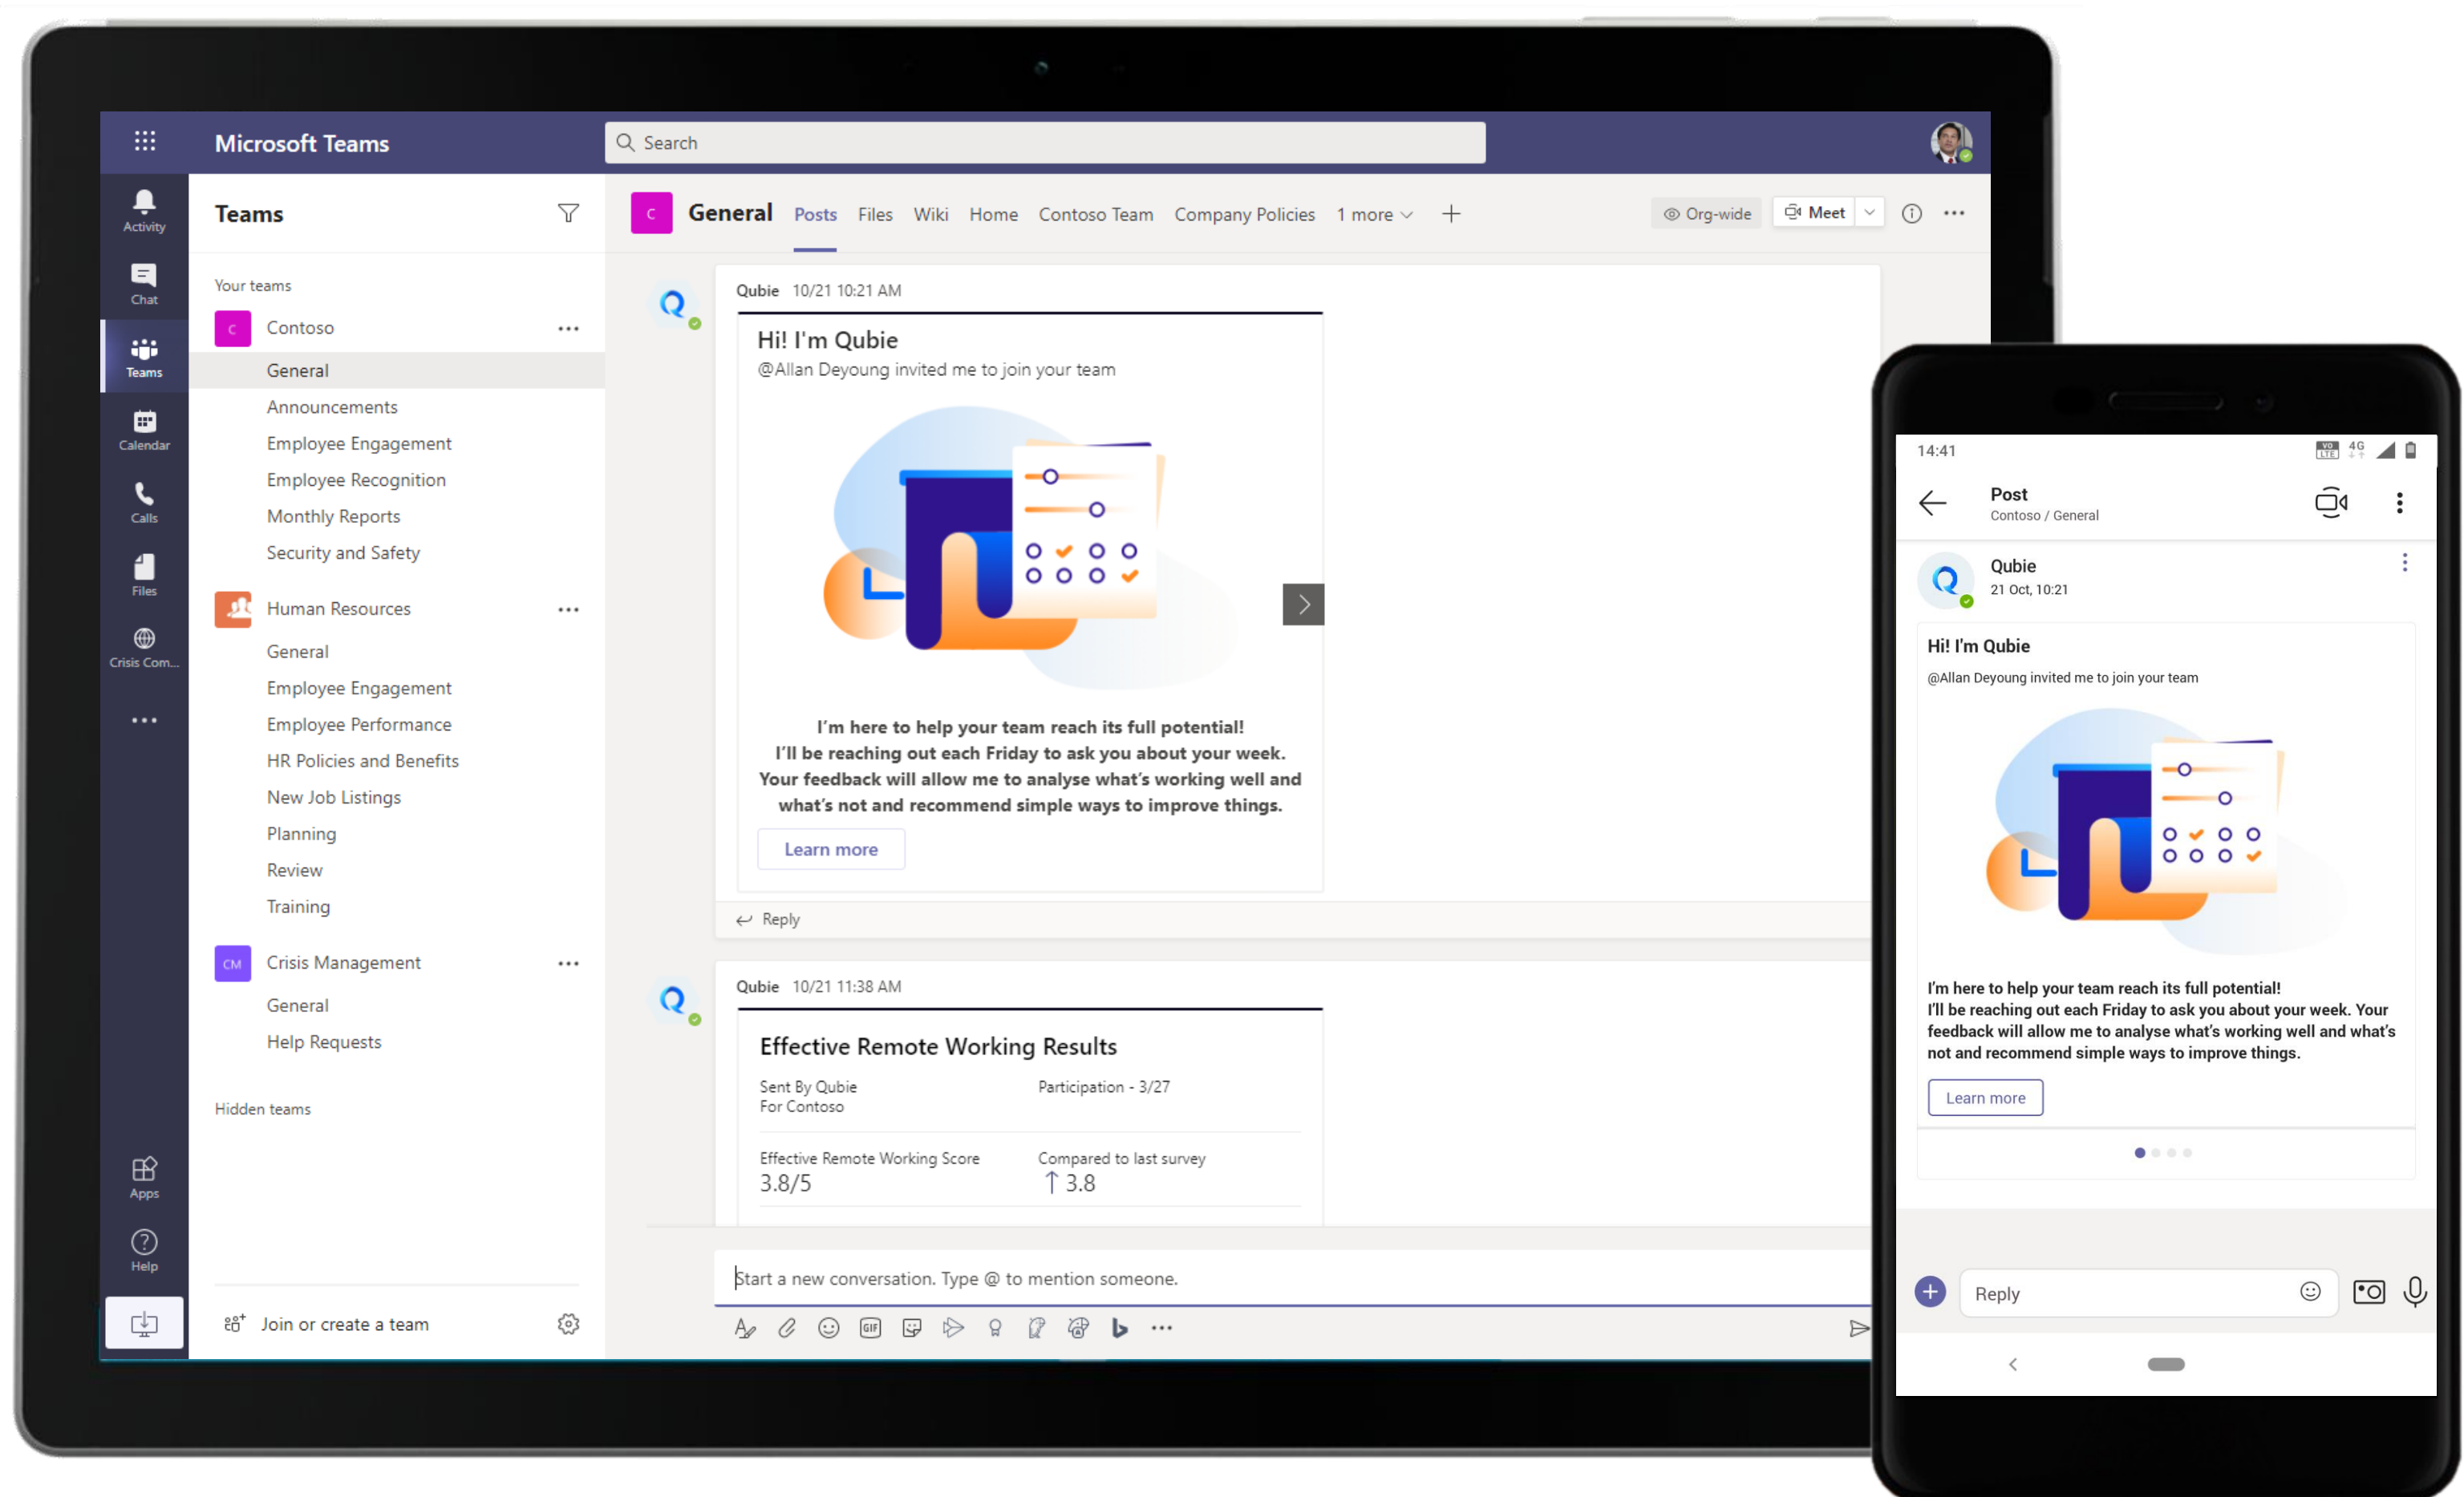 Microsoft Teams
Search
Activity
Chat
Teams
Calendar
Calls
Files
Crisis Com...
Apps
Help
Teams
Your teams
C
Contoso
General
Announcements
Employee Engagement
Employee Recognition
Monthly Reports
Security and Safety
Human Resources
General
Employee Engagement
Employee Performance
HR Policies and Benefits
New Job Listings
Planning
Review
Training
CM
Crisis Management
General
Help Requests
Hidden teams
Join or create a team
C
General Posts Files Wiki Home Contoso Team Company Policies 1 more
Org-wide
Meet
Qubie 10/21 10:21 AM
Hi! I'm Qubie
@Allan Deyoung invited me to join your team
I'm here to help your team reach its full potential!
I'll be reaching out each Friday to ask you about your week.
Your feedback will allow me to analyse what's working well and
what's not and recommend simple ways to improve things.
Learn more
Reply
Qubie 10/21 11:38 AM
Effective Remote Working Results
Sent By Qubie
For Contoso
Participation - 3/27
Effective Remote Working Score
3.8/5
Compared to last survey
↑ 3.8
Start a new conversation. Type @ to mention someone.
GIF
14:41
VO LTE
4G
Post
Contoso / General
Qubie
21 Oct, 10:21
Hi! I'm Qubie
@Allan Deyoung invited me to join your team
I'm here to help your team reach its full potential!
I'll be reaching out each Friday to ask you about your week. Your
feedback will allow me to analyse what's working well and what's
not and recommend simple ways to improve things.
Learn more
Reply